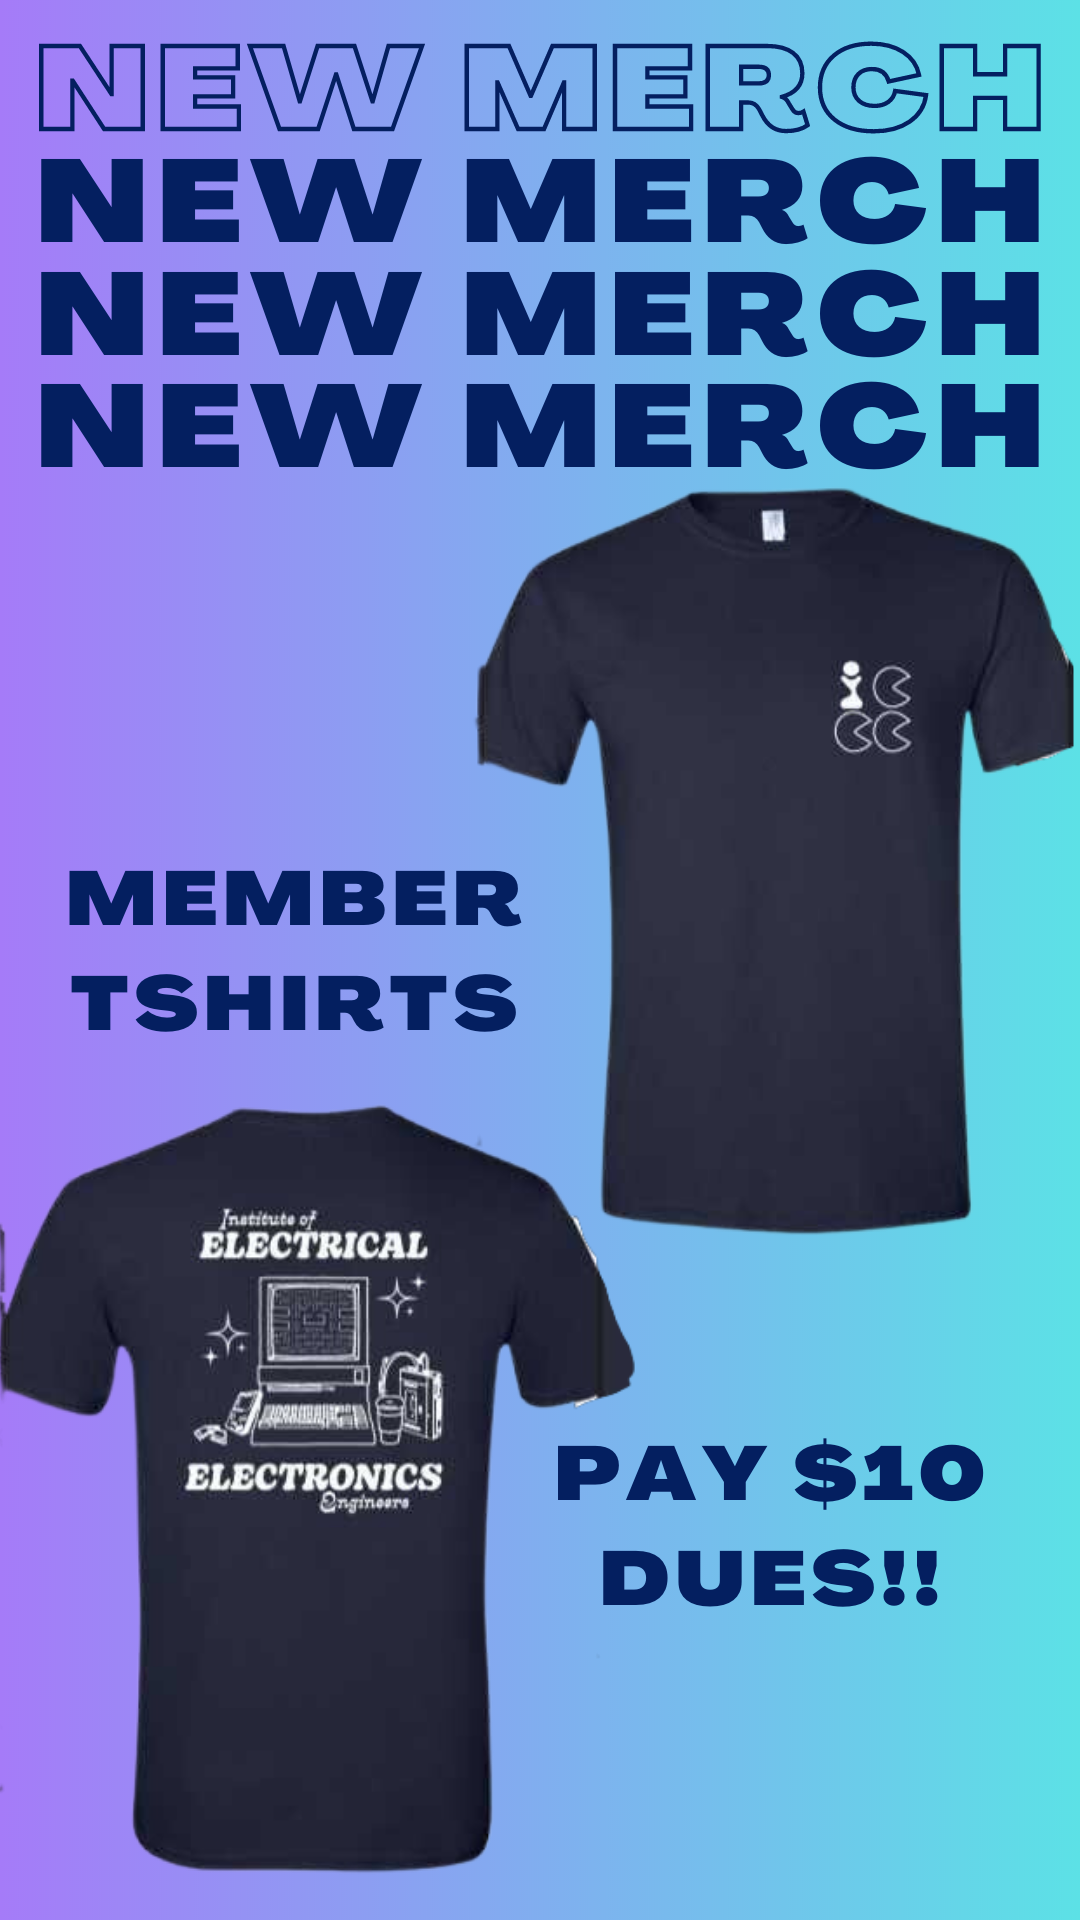 NEW MERCH
NEW MERCH
NEW MERCH
NEW MERCH
MEMBER
TSHIRTS
Institute of
ELECTRICAL
ELECTRONICS
Engineers
PAY $10
DUES!!